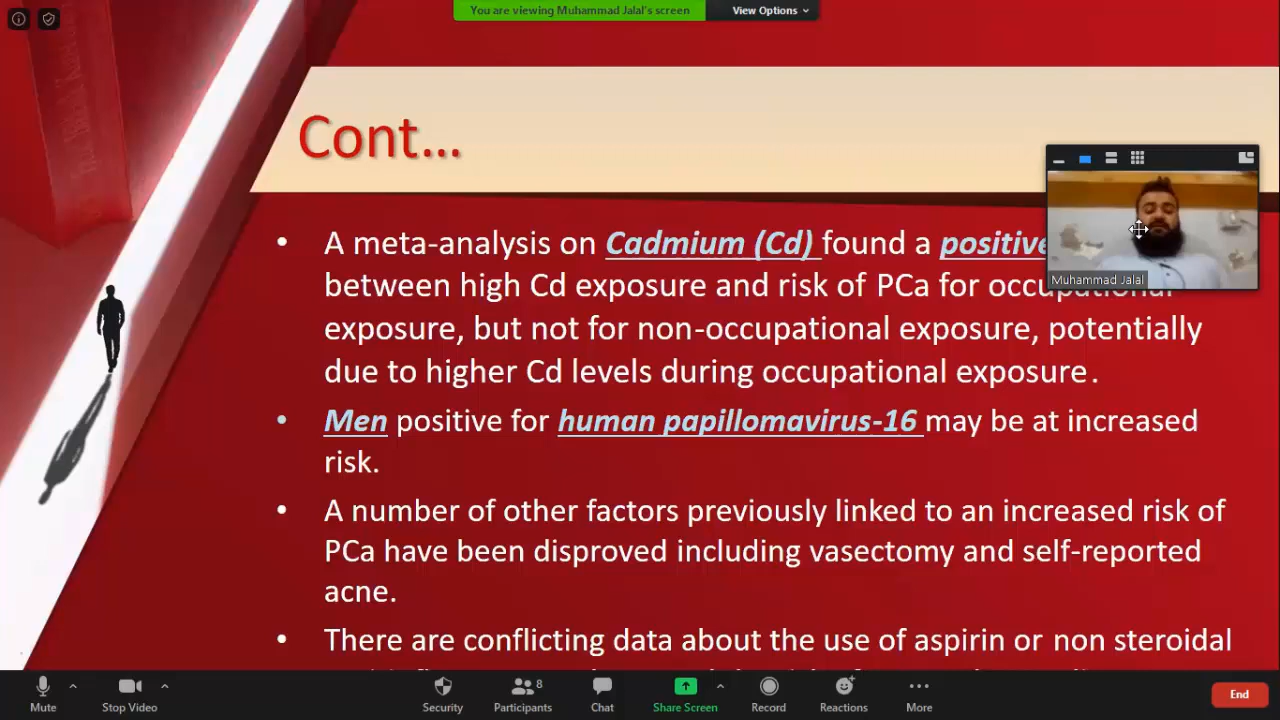 You are viewing Muhammad Jalal's screen
View Options
Cont...
Muhammad Jalal
• A meta-analysis on Cadmium (Cd) found a positive
between high Cd exposure and risk of PCa for occupational
exposure, but not for non-occupational exposure, potentially
due to higher Cd levels during occupational exposure.
• Men positive for human papillomavirus-16 may be at increased
risk.
• A number of other factors previously linked to an increased risk of
PCa have been disproved including vasectomy and self-reported
acne.
• There are conflicting data about the use of aspirin or non steroidal
Mute
Stop Video
Security
Participants
8
Chat
Share Screen
Record
Reactions
More
End